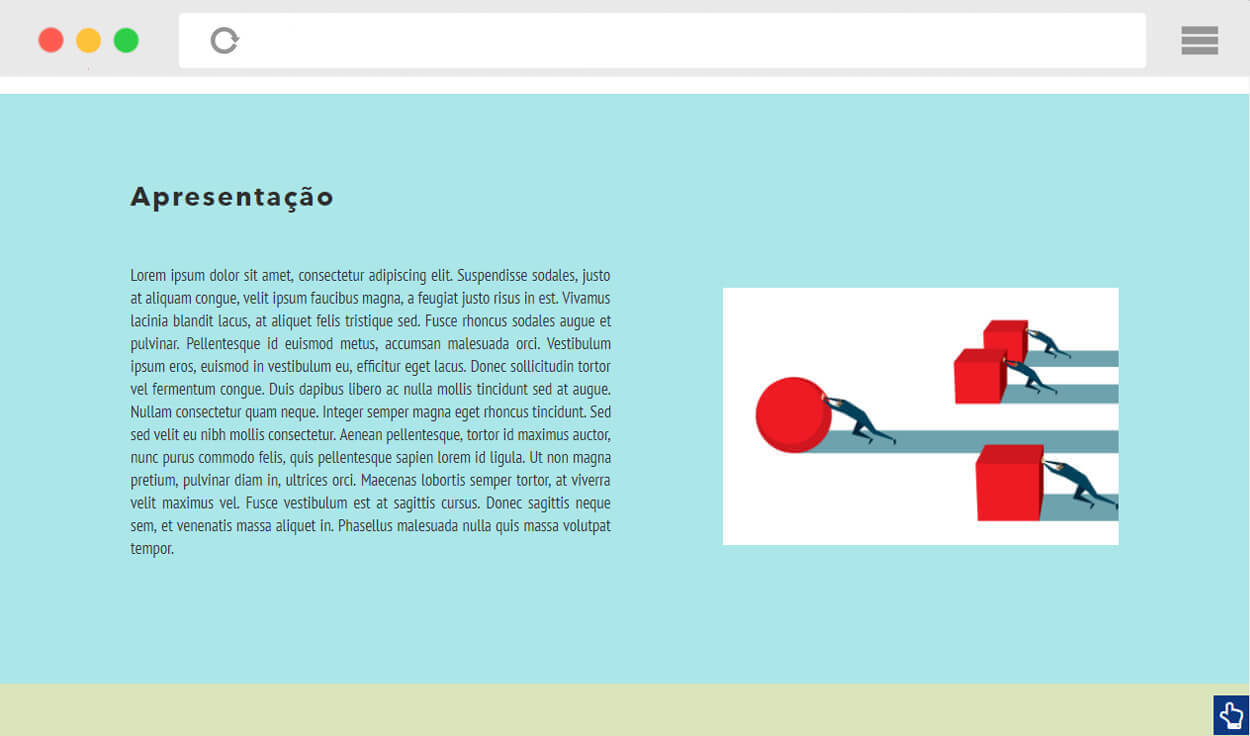 Apresentação
Lorem ipsum dolor sit amet, consectetur adipiscing elit. Suspendisse sodales, justo
at aliquam congue, velit ipsum faucibus magna, a feugiat justo risus in est. Vivamus
lacinia blandit lacus, at aliquet felis tristique sed. Fusce rhoncus sodales augue et
pulvinar. Pellentesque id euismod metus, accumsan malesuada orci. Vestibulum
ipsum eros, euismod in vestibulum eu, efficitur eget lacus. Donec sollicitudin tortor
vel fermentum congue. Duis dapibus libero ac nulla mollis tincidunt sed at augue.
Nullam consectetur quam neque. Integer semper magna eget rhoncus tincidunt. Sed
sed velit eu nibh mollis consectetur. Aenean pellentesque, tortor id maximus auctor,
nunc purus commodo felis, quis pellentesque sapien lorem id ligula. Ut non magna
pretium, pulvinar diam in, ultrices orci. Maecenas lobortis semper tortor, at viverra
velit maximus vel. Fusce vestibulum est at sagittis cursus. Donec sagittis neque
sem, et venenatis massa aliquet in. Phasellus malesuada nulla quis massa volutpat
tempor.